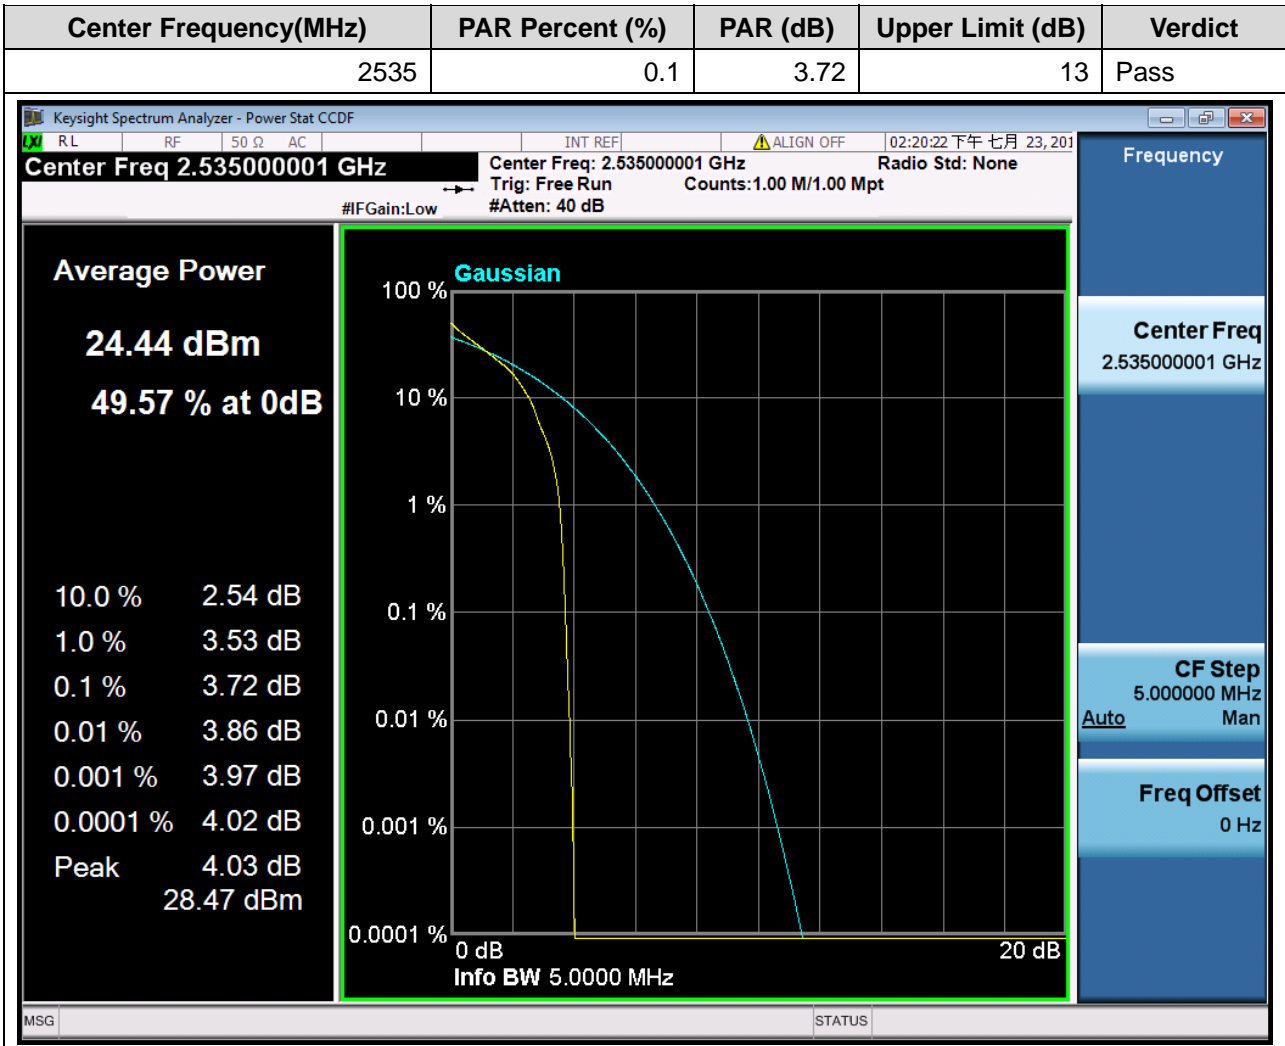 Center Frequency(MHz) PAR Percent (%) PAR (dB) Upper Limit (dB) Verdict
2535 0.1 3.72 13 Pass
Keysight Spectrum Analyzer - Power Stat CCDF
LXI RL RF 50 Ω AC INT REF ALIGN OFF 02:20:22 下午 七月 23, 201
Center Freq 2.535000001 GHz
Center Freq: 2.535000001 GHz Radio Std: None
Trig: Free Run Counts:1.00 M/1.00 Mpt
#IFGain:Low #Atten: 40 dB
Average Power
24.44 dBm
49.57 % at 0dB
10.0 % 2.54 dB
1.0 % 3.53 dB
0.1 % 3.72 dB
0.01 % 3.86 dB
0.001 % 3.97 dB
0.0001 % 4.02 dB
Peak 4.03 dB
28.47 dBm
Gaussian
100 %
10 %
1 %
0.1 %
0.01 %
0.001 %
0.0001 %
0 dB 20 dB
Info BW 5.0000 MHz
Frequency
Center Freq
2.535000001 GHz
CF Step
5.000000 MHz
Auto Man
Freq Offset
0 Hz
MSG STATUS